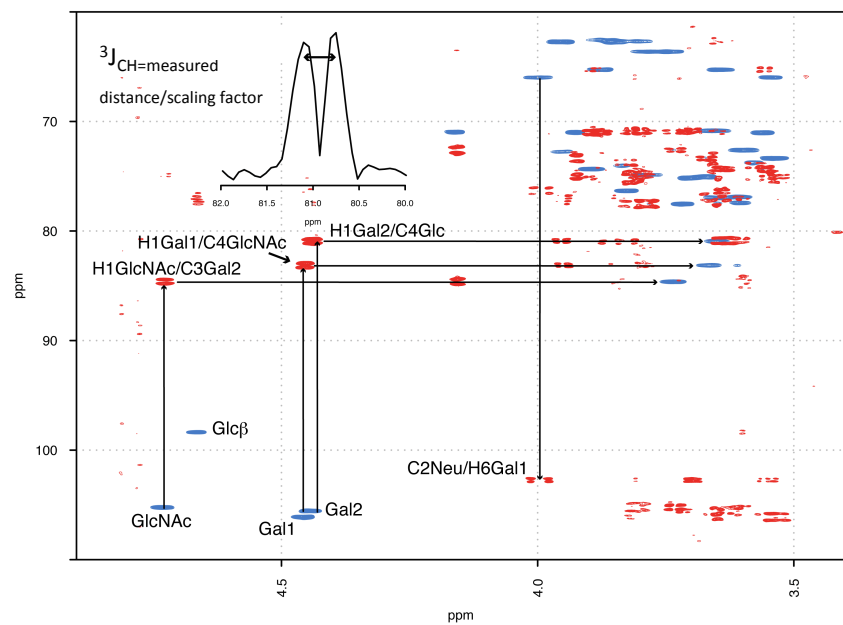 ³J_CH=measured
distance/scaling factor
82.0 81.5 81.0 80.5 80.0
ppm
H1Gal2/C4Glc
H1Gal1/C4GlcNAc
H1GlcNAc/C3Gal2
Glcβ
C2Neu/H6Gal1
GlcNAc
Gal2
Gal1
70
80
90
100
ppm
4.5 4.0 3.5
ppm